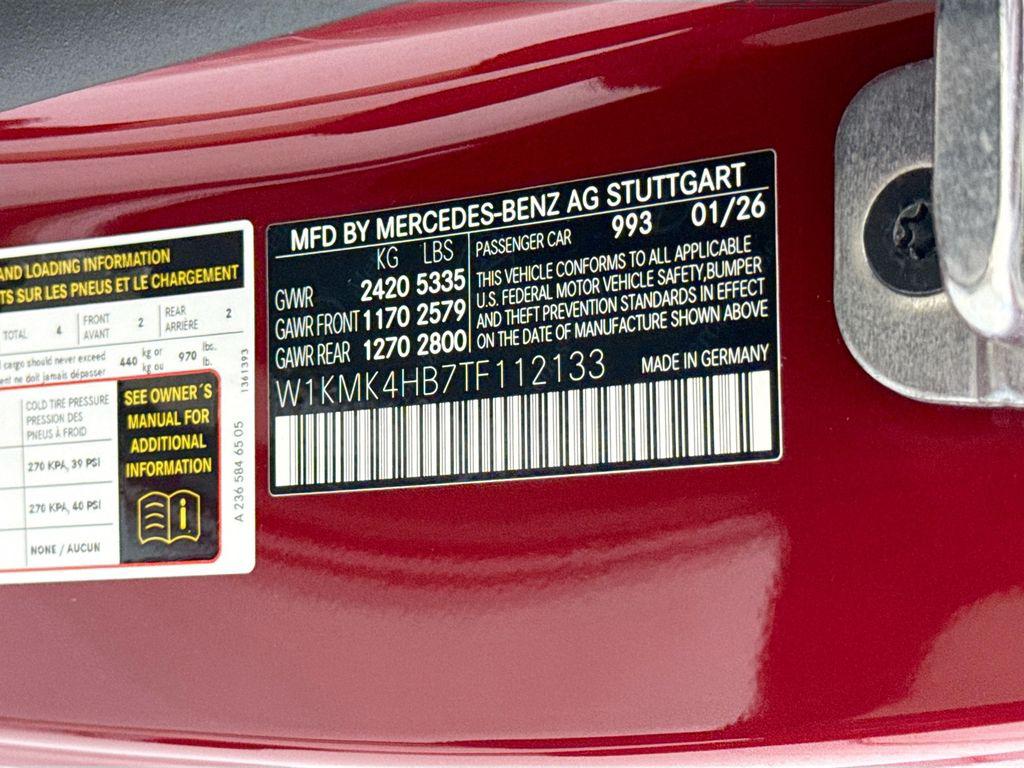 AND LOADING INFORMATION
TS SUR LES PNEUS ET LE CHARGEMENT
TOTAL 4 FRONT AVANT 2 REAR ARRIÈRE 2
cargo should never exceed 440 kg or 970 lbs.
ne doit jamais dépasser kg ou lb.
COLD TIRE PRESSURE
PRESSION DES
PNEUS À FROID
270 KPA, 39 PSI
270 KPA, 40 PSI
NONE / AUCUN
SEE OWNER´S
MANUAL FOR
ADDITIONAL
INFORMATION
i
1361393
A 236 584 65 05
MFD BY MERCEDES-BENZ AG STUTTGART
KG LBS
GVWR 2420 5335
GAWR FRONT 1170 2579
GAWR REAR 1270 2800
PASSENGER CAR 993 01/26
THIS VEHICLE CONFORMS TO ALL APPLICABLE
U.S. FEDERAL MOTOR VEHICLE SAFETY,BUMPER
AND THEFT PREVENTION STANDARDS IN EFFECT
ON THE DATE OF MANUFACTURE SHOWN ABOVE
W1KMK4HB7TF112133 MADE IN GERMANY